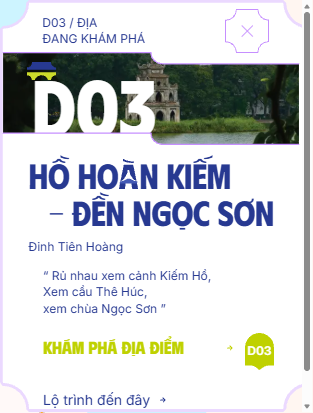 D03 / ĐỊA
ĐANG KHÁM PHÁ
D03
HỒ HOÀN KIẾM
– ĐỀN NGỌC SƠN
Đinh Tiên Hoàng
“ Rủ nhau xem cảnh Kiếm Hồ,
Xem cầu Thê Húc,
xem chùa Ngọc Sơn ”
KHÁM PHÁ ĐỊA ĐIỂM → D03
Lộ trình đến đây →